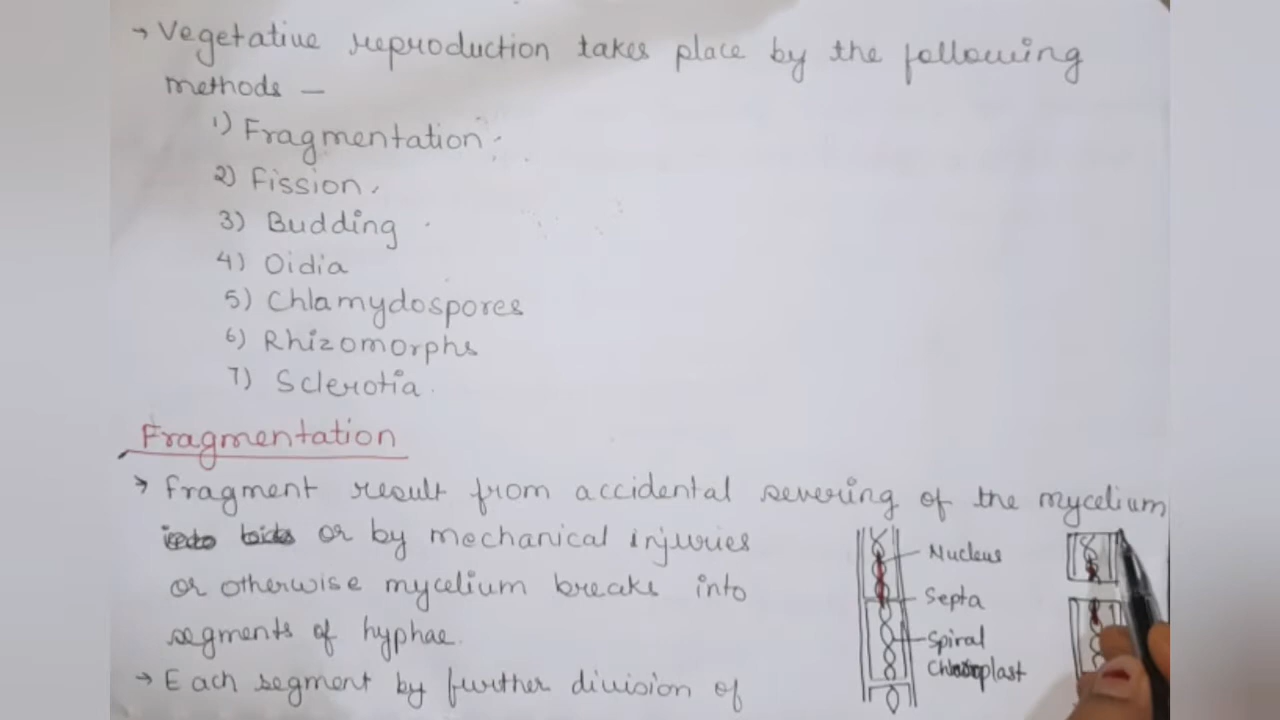 → Vegetative reproduction takes place by the following
methods —
1) Fragmentation
2) Fission
3) Budding
4) Oidia
5) Chlamydospores
6) Rhizomorphs
7) Sclerotia
Fragmentation
→ Fragment result from accidental severing of the mycelium
or by mechanical injuries
or otherwise mycelium breaks into
segments of hyphae.
→ Each segment by further division of
Nucleus
Septa
Spiral
Chloroplast